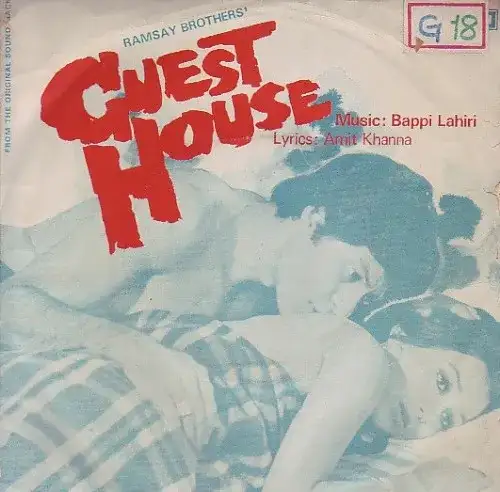 RAMSAY BROTHERS'
GUEST
HOUSE
Music: Bappi Lahiri
Lyrics: Amit Khanna
FROM THE ORIGINAL SOUND
G 18